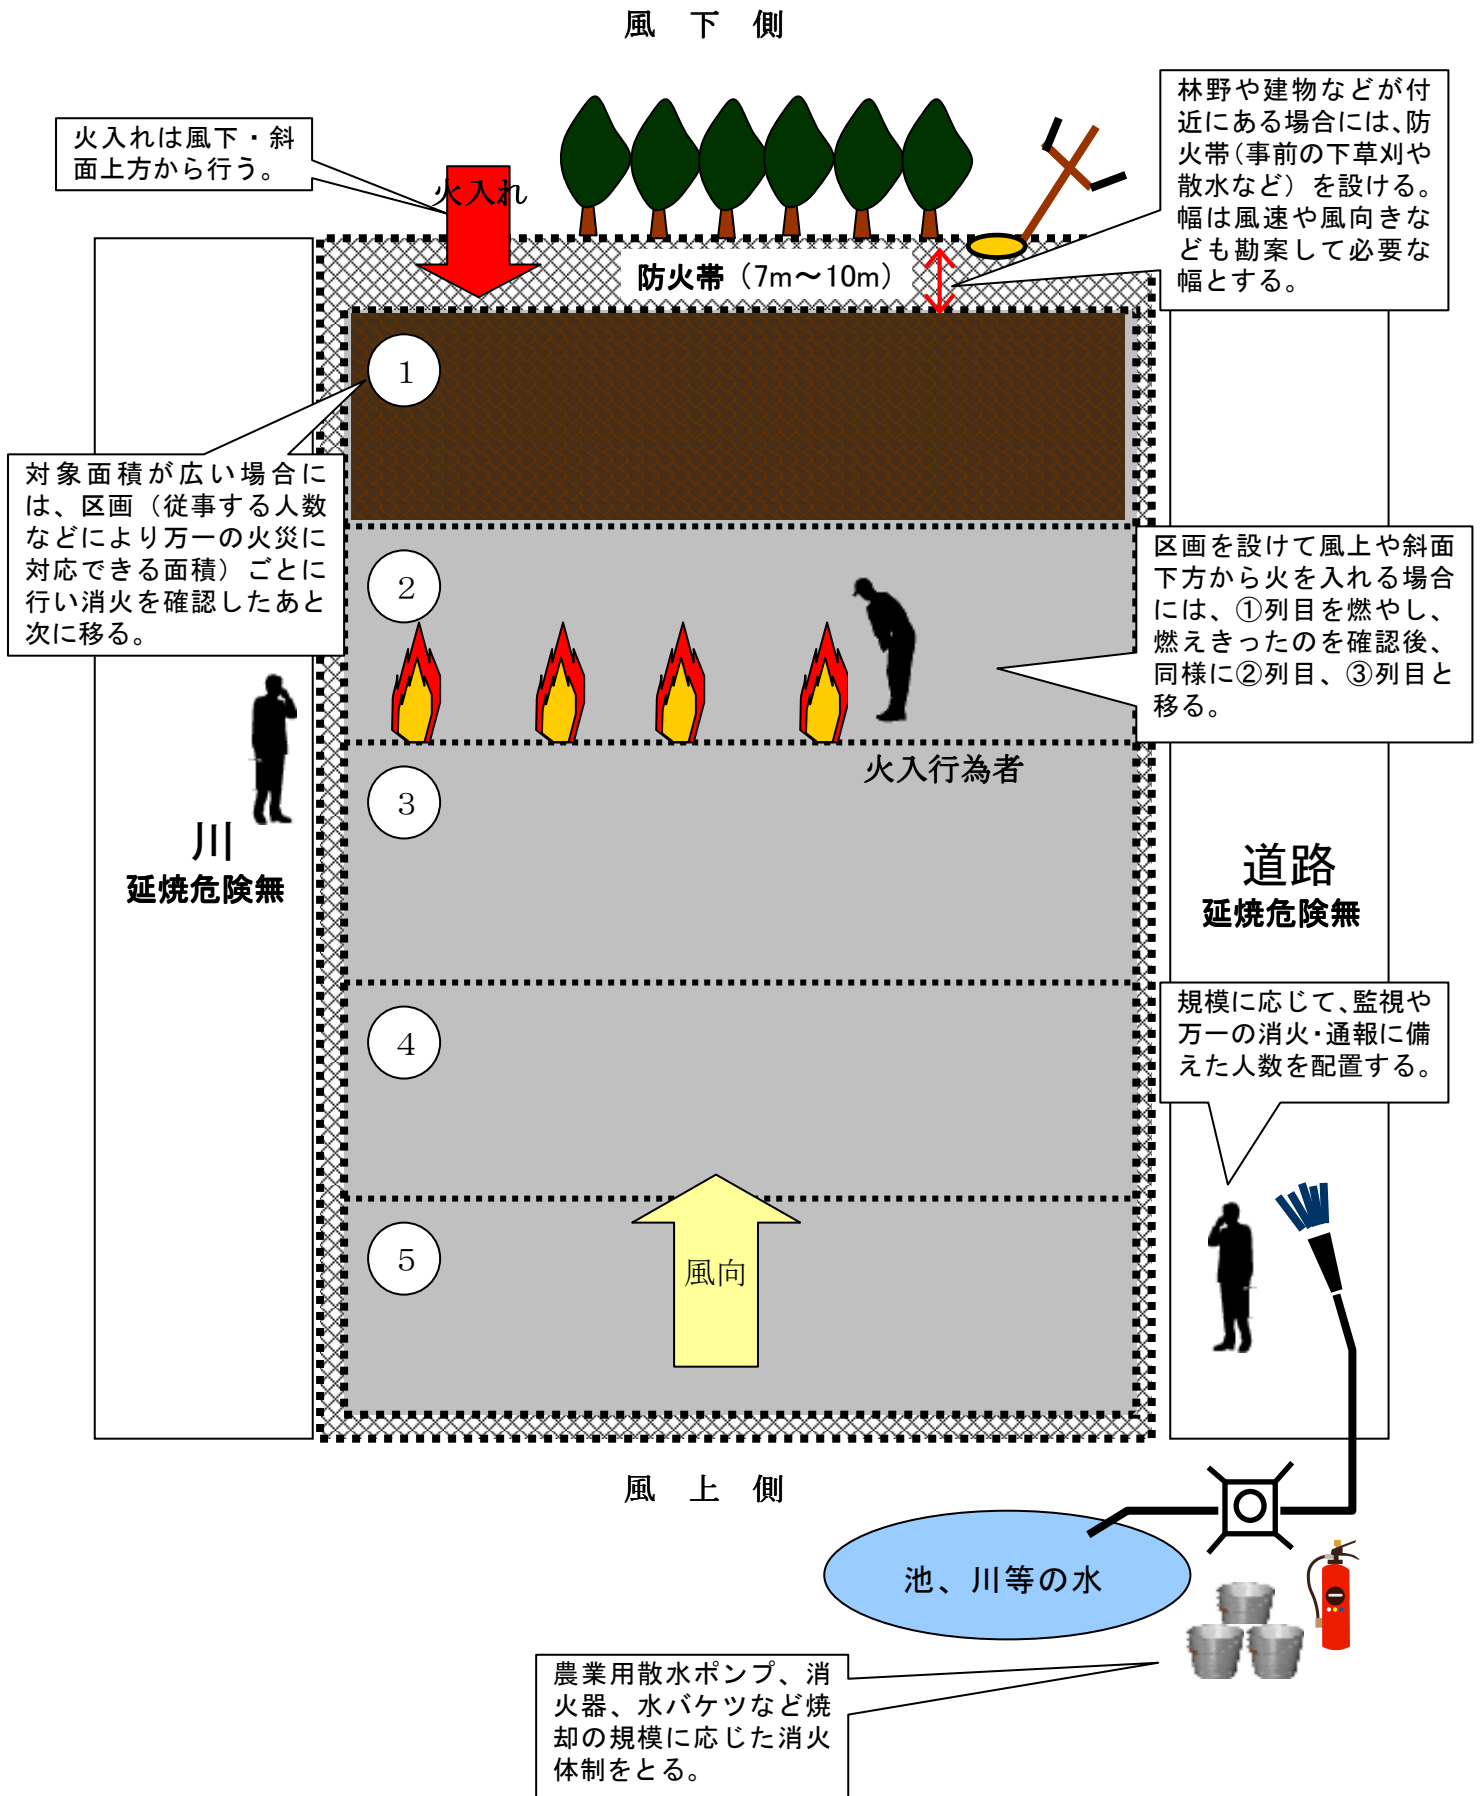 風 下 側
火入れは風下・斜
面上方から行う。
火入れ
林野や建物などが付
近にある場合には、防
火帯（事前の下草刈や
散水など）を設ける。
幅は風速や風向きな
ども勘案して必要な
幅とする。
防火帯（7m～10m）
１
対象面積が広い場合に
は、区画（従事する人数
などにより万一の火災に
対応できる面積）ごとに
行い消火を確認したあと
次に移る。
２
区画を設けて風上や斜面
下方から火を入れる場合
には、①列目を燃やし、
燃えきったのを確認後、
同様に②列目、③列目と
移る。
火入行為者
３
川
延焼危険無
道路
延焼危険無
４
規模に応じて、監視や
万一の消火・通報に備
えた人数を配置する。
５
風向
風 上 側
池、川等の水
農業用散水ポンプ、消
火器、水バケツなど焼
却の規模に応じた消火
体制をとる。